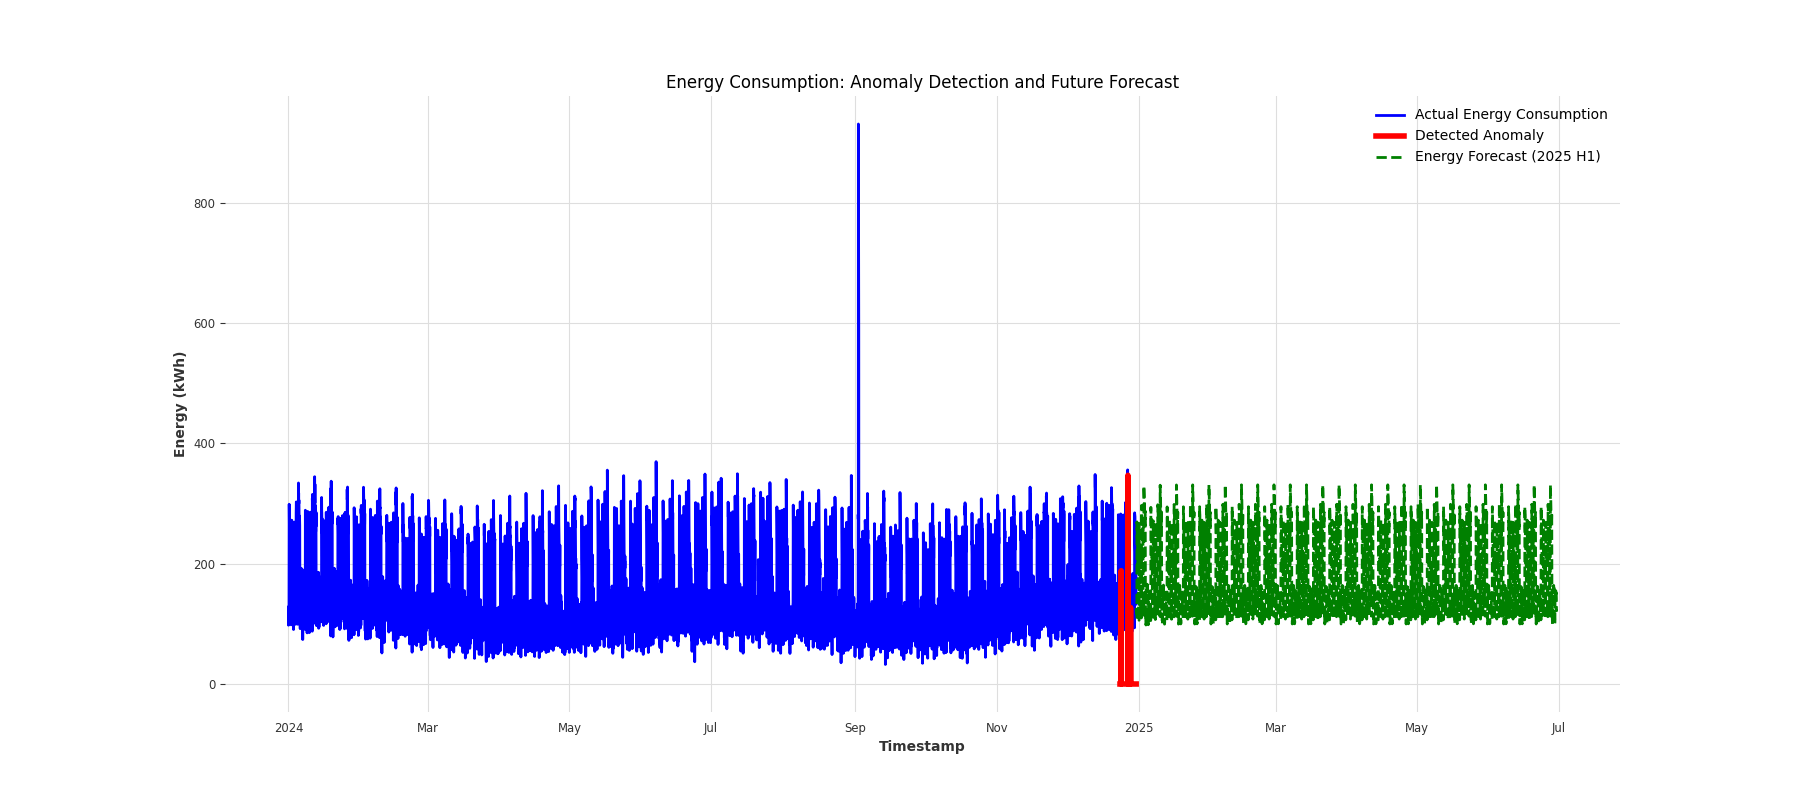 Energy Consumption: Anomaly Detection and Future Forecast
Actual Energy Consumption
Detected Anomaly
Energy Forecast (2025 H1)
Energy (kWh)
800
600
400
200
0
2024 Mar May Jul Sep Nov 2025 Mar May Jul
Timestamp